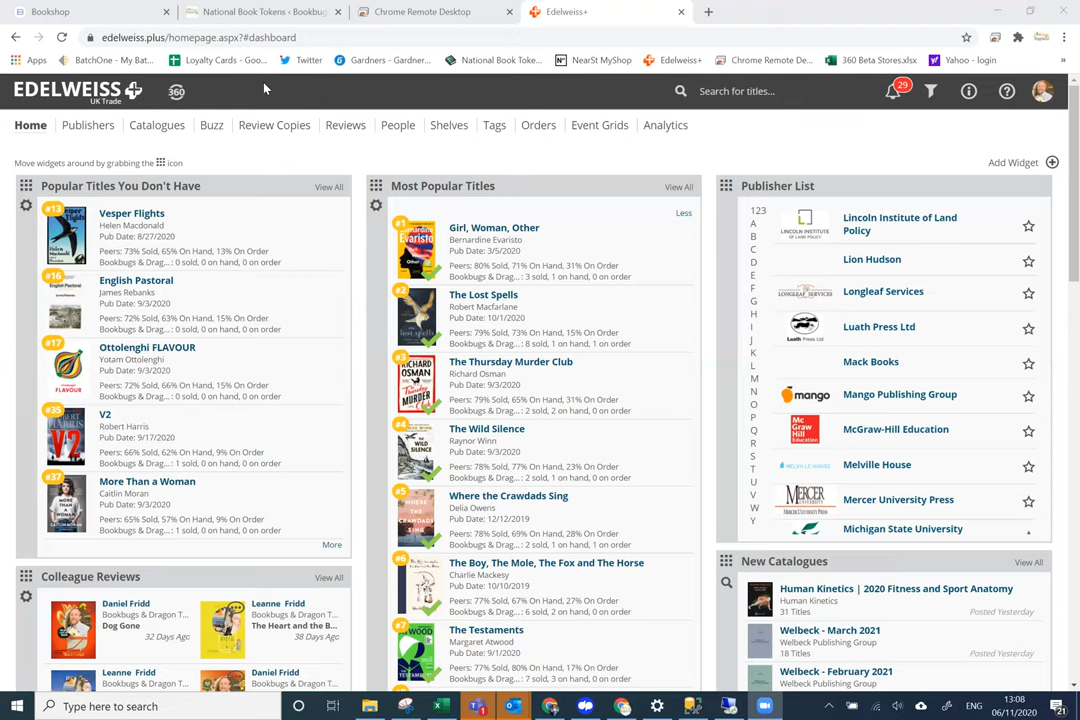 Bookshop
National Book Tokens ‹ Bookbug
Chrome Remote Desktop
Edelweiss+
edelweiss.plus/homepage.aspx?#dashboard
Apps
BatchOne - My Bat...
Loyalty Cards - Goo...
Twitter
Gardners - Gardner...
National Book Toke...
NearSt MyShop
Edelweiss+
Chrome Remote De...
360 Beta Stores.xlsx
Yahoo - login
»
EDELWEISS
UK Trade
360
Search for titles...
29
Home
Publishers
Catalogues
Buzz
Review Copies
Reviews
People
Shelves
Tags
Orders
Event Grids
Analytics
Move widgets around by grabbing the icon
Add Widget
Popular Titles You Don't Have
View All
#13
Vesper Flights
Helen Macdonald
Pub Date: 8/27/2020
Peers: 73% Sold, 65% On Hand, 13% On Order
Bookbugs & Drag... : 0 sold, 0 on hand, 0 on order
#16
English Pastoral
James Rebanks
Pub Date: 9/3/2020
Peers: 72% Sold, 63% On Hand, 15% On Order
Bookbugs & Drag... : 1 sold, 0 on hand, 0 on order
#17
Ottolenghi FLAVOUR
Yotam Ottolenghi
Pub Date: 9/3/2020
Peers: 72% Sold, 66% On Hand, 15% On Order
Bookbugs & Drag... : 0 sold, 0 on hand, 0 on order
#35
V2
Robert Harris
Pub Date: 9/17/2020
Peers: 66% Sold, 62% On Hand, 9% On Order
Bookbugs & Drag... : 0 sold, 0 on hand, 0 on order
#37
More Than a Woman
Caitlin Moran
Pub Date: 9/3/2020
Peers: 65% Sold, 57% On Hand, 9% On Order
Bookbugs & Drag... : 1 sold, 0 on hand, 0 on order
More
Colleague Reviews
View All
Daniel Fridd
Bookbugs & Dragon T...
Dog Gone
32 Days Ago
Leanne Fridd
Bookbugs & Dragon T...
The Heart and the B...
38 Days Ago
Leanne Fridd
Bookbugs & Dragon T...
Daniel Fridd
Bookbugs & Dragon T...
Most Popular Titles
View All
Less
#1
Girl, Woman, Other
Bernardine Evaristo
Pub Date: 3/5/2020
Peers: 80% Sold, 71% On Hand, 31% On Order
Bookbugs & Drag... : 3 sold, 1 on hand, 0 on order
#2
The Lost Spells
Robert Macfarlane
Pub Date: 10/1/2020
Peers: 79% Sold, 73% On Hand, 15% On Order
Bookbugs & Drag... : 8 sold, 1 on hand, 0 on order
#3
The Thursday Murder Club
Richard Osman
Pub Date: 9/3/2020
Peers: 79% Sold, 65% On Hand, 31% On Order
Bookbugs & Drag... : 2 sold, 2 on hand, 0 on order
#4
The Wild Silence
Raynor Winn
Pub Date: 9/3/2020
Peers: 78% Sold, 77% On Hand, 23% On Order
Bookbugs & Drag... : 2 sold, 1 on hand, 0 on order
#5
Where the Crawdads Sing
Delia Owens
Pub Date: 12/12/2019
Peers: 78% Sold, 69% On Hand, 28% On Order
Bookbugs & Drag... : 2 sold, 1 on hand, 1 on order
#6
The Boy, The Mole, The Fox and The Horse
Charlie Mackesy
Pub Date: 10/10/2019
Peers: 77% Sold, 67% On Hand, 27% On Order
Bookbugs & Drag... : 6 sold, 2 on hand, 0 on order
#7
The Testaments
Margaret Atwood
Pub Date: 9/1/2020
Peers: 77% Sold, 80% On Hand, 17% On Order
Bookbugs & Drag... : 7 sold, 3 on hand, 0 on order
Publisher List
123
A
B
C
D
E
F
G
H
I
J
K
L
M
N
O
P
Q
R
S
T
U
V
W
Y
Lincoln Institute of Land
Policy
Lion Hudson
Longleaf Services
Luath Press Ltd
Mack Books
Mango Publishing Group
McGraw-Hill Education
Melville House
Mercer University Press
Michigan State University
New Catalogues
View All
Human Kinetics | 2020 Fitness and Sport Anatomy
Human Kinetics
31 Titles
Posted Yesterday
Welbeck - March 2021
Welbeck Publishing Group
18 Titles
Posted Yesterday
Welbeck - February 2021
Welbeck Publishing Group
Type here to search
ENG
13:08
06/11/2020
21